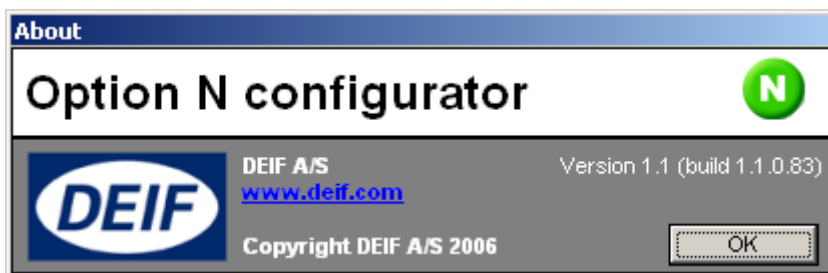 About
Option N configurator
N
DEIF
DEIF A/S
www.deif.com
Version 1.1 (build 1.1.0.83)
Copyright DEIF A/S 2006
OK